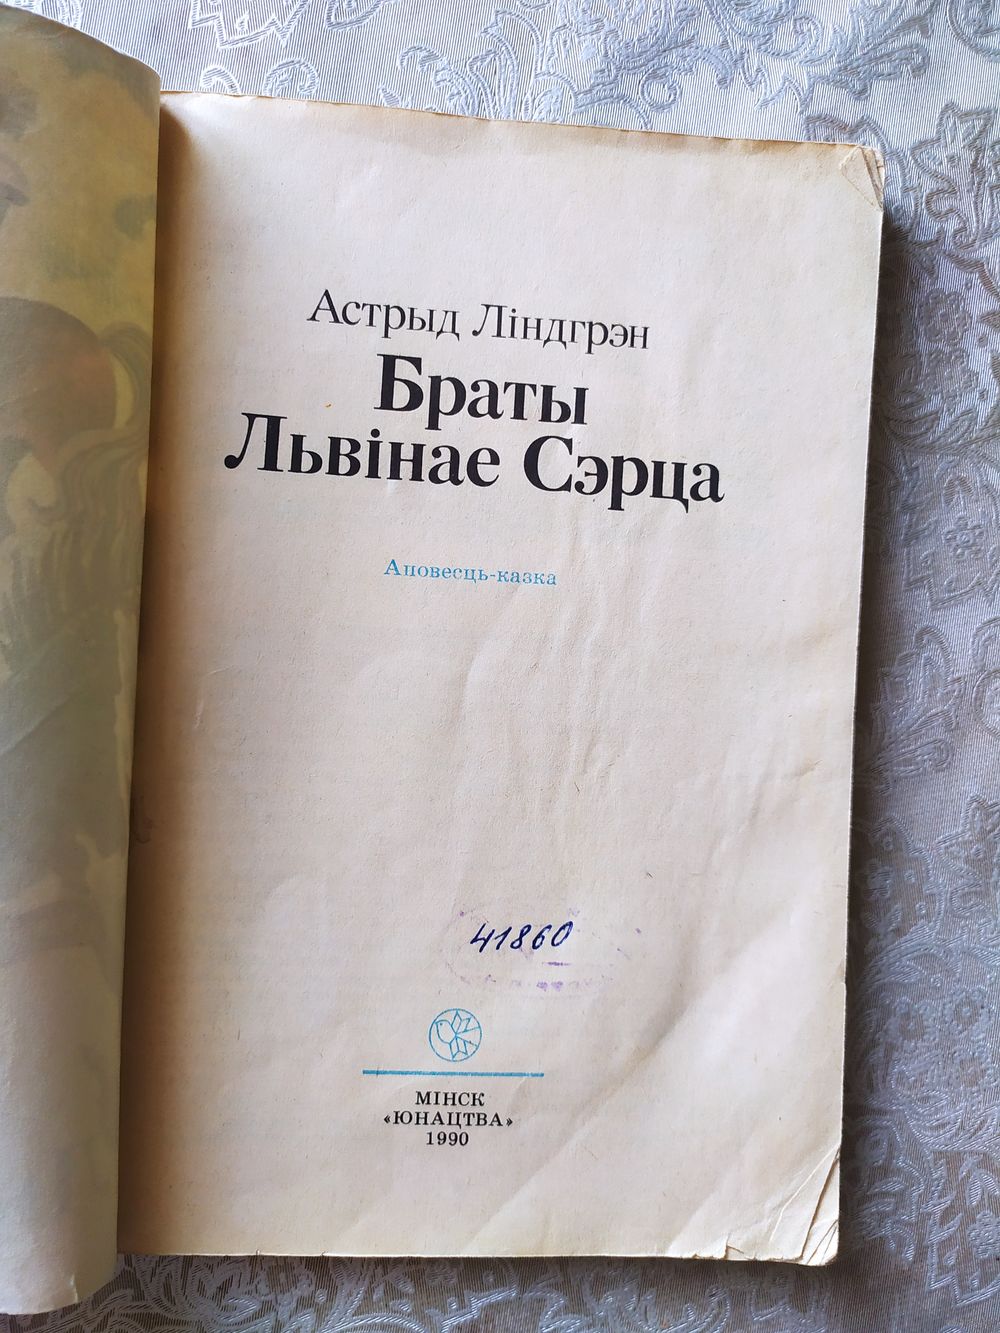 Астрыд Ліндгрэн
Браты
Львінае Сэрца
Аповесць-казка
41860
МІНСК
«ЮНАЦТВА»
1990